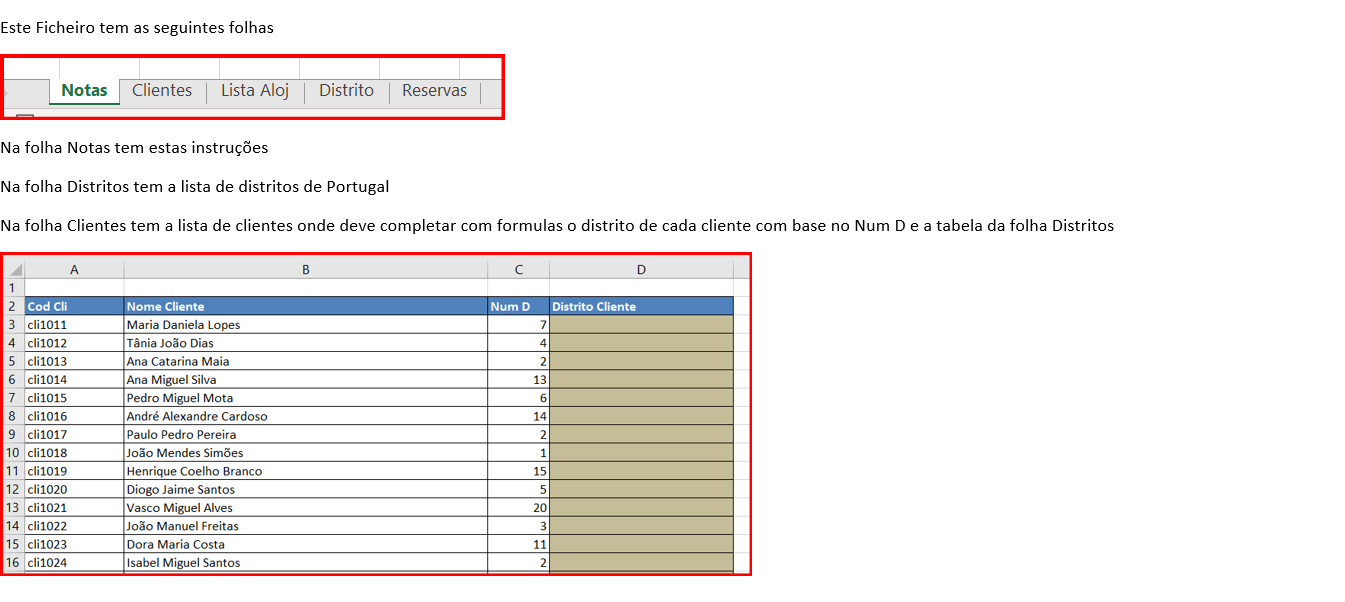 Este Ficheiro tem as seguintes folhas
Notas Clientes Lista Aloj Distrito Reservas
Na folha Notas tem estas instruções
Na folha Distritos tem a lista de distritos de Portugal
Na folha Clientes tem a lista de clientes onde deve completar com formulas o distrito de cada cliente com base no Num D e a tabela da folha Distritos
A B C D
1
2 Cod Cli Nome Cliente Num D Distrito Cliente
3 cli1011 Maria Daniela Lopes 7
4 cli1012 Tânia João Dias 4
5 cli1013 Ana Catarina Maia 2
6 cli1014 Ana Miguel Silva 13
7 cli1015 Pedro Miguel Mota 6
8 cli1016 André Alexandre Cardoso 14
9 cli1017 Paulo Pedro Pereira 2
10 cli1018 João Mendes Simões 1
11 cli1019 Henrique Coelho Branco 15
12 cli1020 Diogo Jaime Santos 5
13 cli1021 Vasco Miguel Alves 20
14 cli1022 João Manuel Freitas 3
15 cli1023 Dora Maria Costa 11
16 cli1024 Isabel Miguel Santos 2